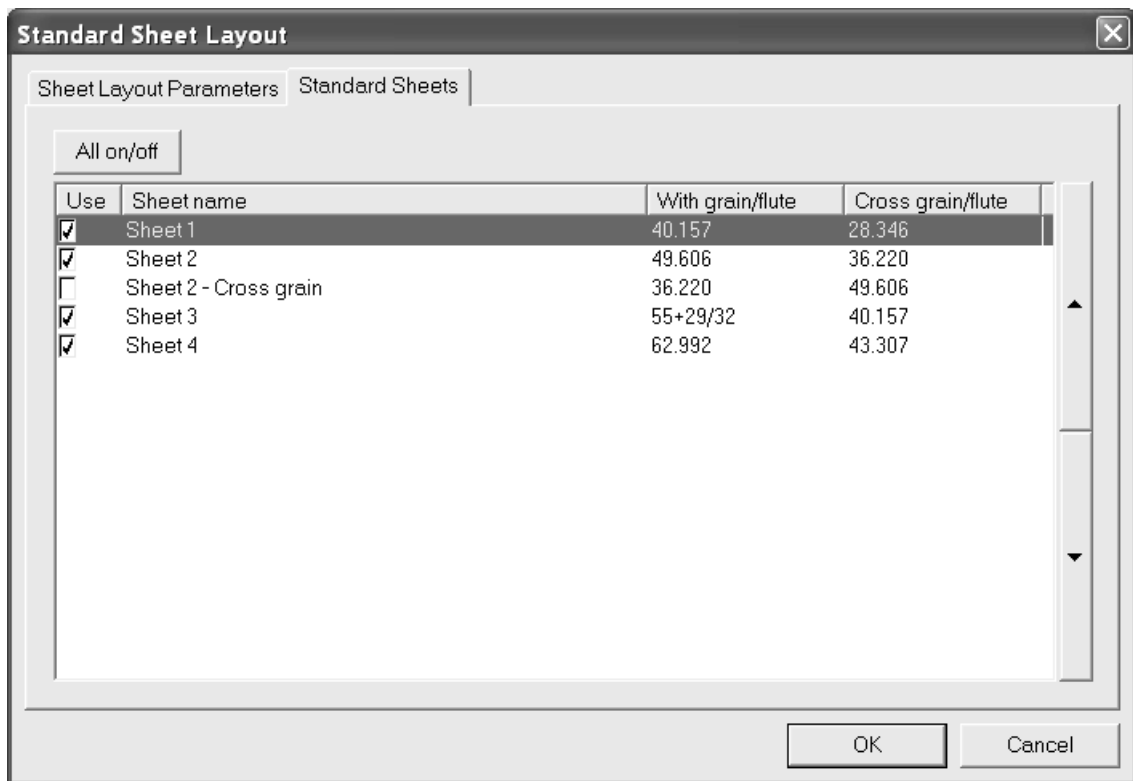 Standard Sheet Layout
Sheet Layout Parameters Standard Sheets
All on/off
Use Sheet name With grain/flute Cross grain/flute
Sheet 1 40.157 28.346
Sheet 2 49.606 36.220
Sheet 2 - Cross grain 36.220 49.606
Sheet 3 55+29/32 40.157
Sheet 4 62.992 43.307
OK Cancel